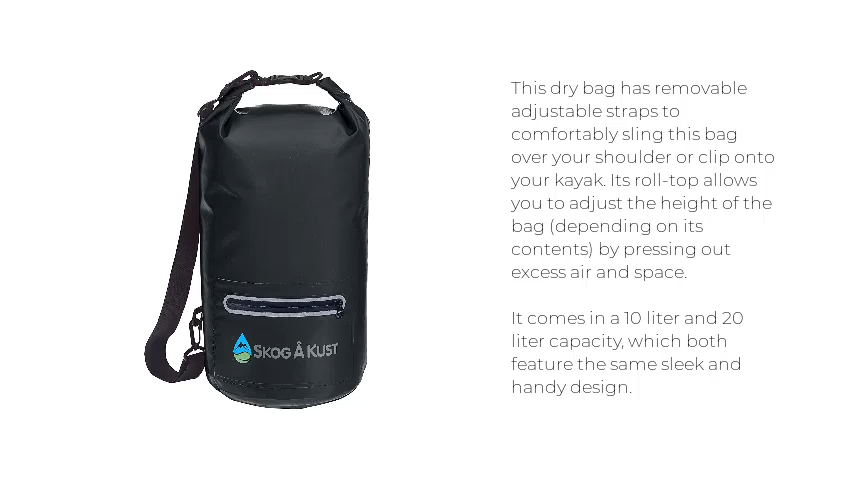 SKOG Å KUST
This dry bag has removable
adjustable straps to
comfortably sling this bag
over your shoulder or clip onto
your kayak. Its roll-top allows
you to adjust the height of the
bag (depending on its
contents) by pressing out
excess air and space.
It comes in a 10 liter and 20
liter capacity, which both
feature the same sleek and
handy design.